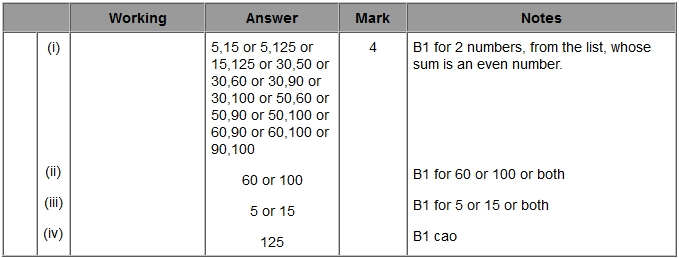 Working Answer Mark Notes
(i) 5,15 or 5,125 or 4 B1 for 2 numbers, from the list, whose
15,125 or 30,50 or sum is an even number.
30,60 or 30,90 or
30,100 or 50,60 or
50,90 or 50,100 or
60,90 or 60,100 or
90,100
(ii) 60 or 100 B1 for 60 or 100 or both
(iii) 5 or 15 B1 for 5 or 15 or both
(iv) 125 B1 cao